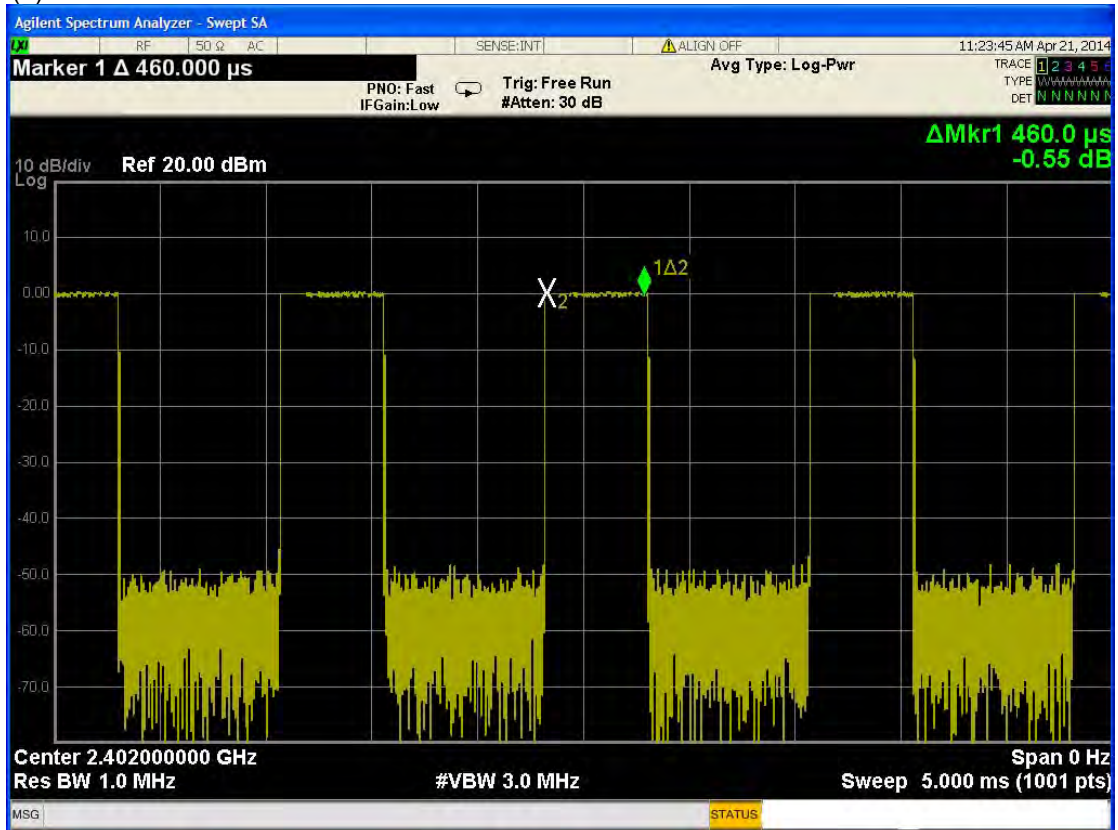 Agilent Spectrum Analyzer - Swept SA
LXI RF 50 Ω AC SENSE:INT ALIGN OFF 11:23:45 AM Apr 21, 2014
Marker 1 Δ 460.000 µs
PNO: Fast
IFGain:Low
Trig: Free Run
#Atten: 30 dB
Avg Type: Log-Pwr
TRACE 1 2 3 4 5 6
TYPE
DET N N N N N N
ΔMkr1 460.0 µs
-0.55 dB
10 dB/div Ref 20.00 dBm
Log
10.0
1Δ2
0.00
X2
-10.0
-20.0
-30.0
-40.0
-50.0
-60.0
-70.0
Center 2.402000000 GHz Span 0 Hz
Res BW 1.0 MHz #VBW 3.0 MHz Sweep 5.000 ms (1001 pts)
MSG STATUS